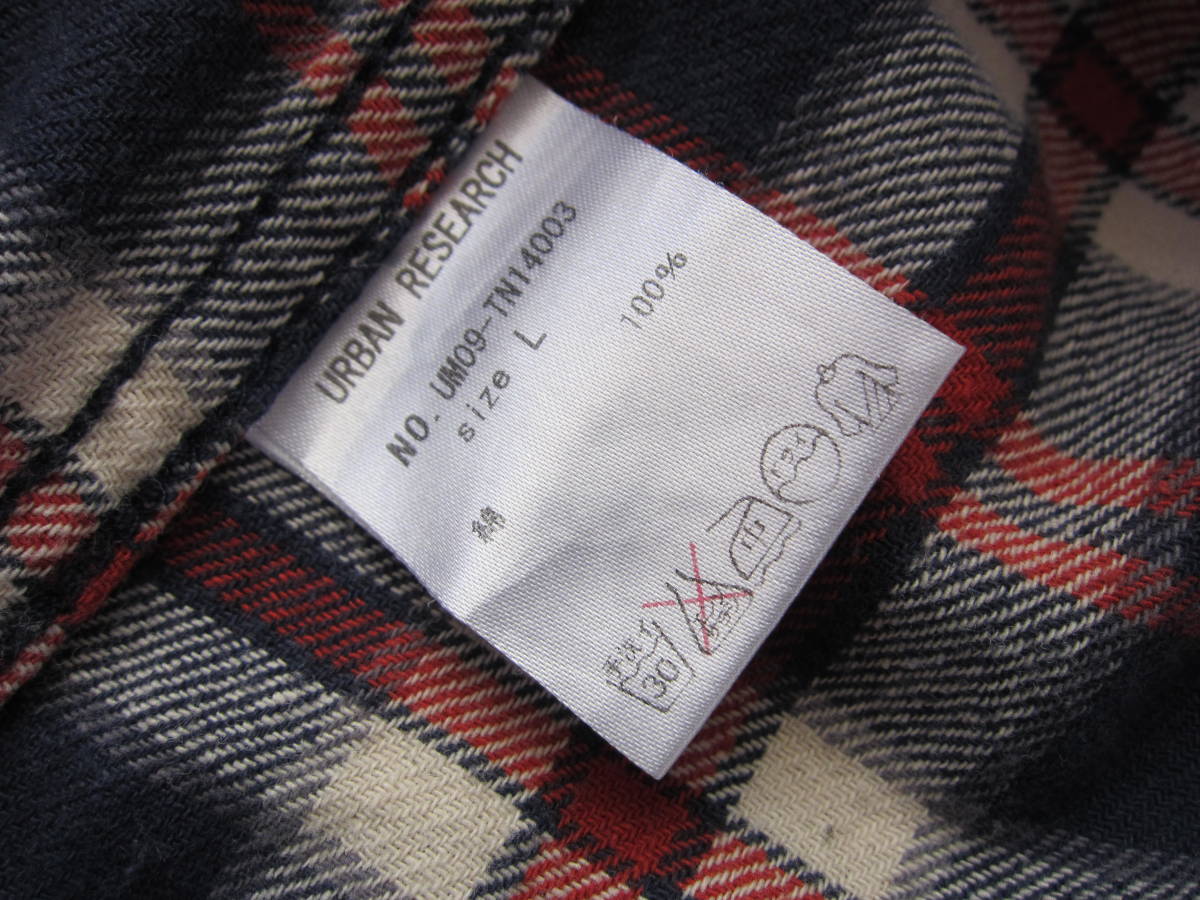 URBAN RESEARCH
NO. UM09-TN14003
size L
綿 100%
手洗イ
30